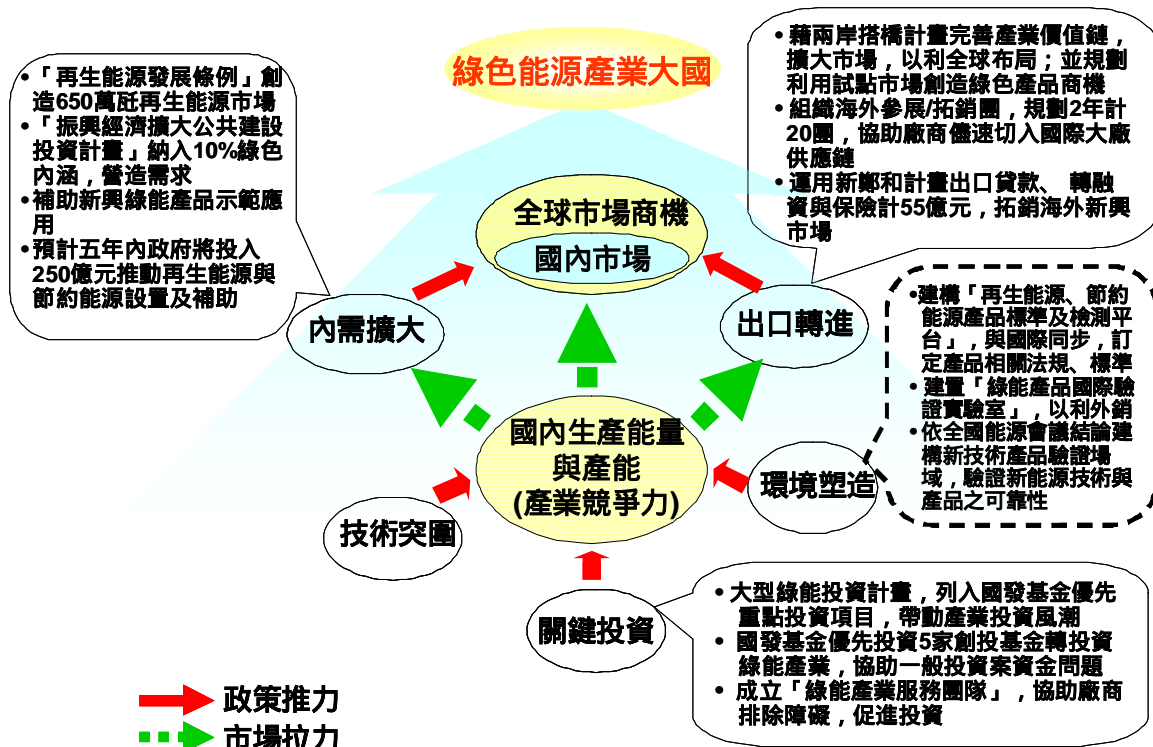 綠色能源產業大國
•「再生能源發展條例」創
造650萬瓩再生能源市場
•「振興經濟擴大公共建設
投資計畫」納入10%綠色
內涵，營造需求
•補助新興綠能產品示範應
用
•預計五年內政府將投入
250億元推動再生能源與
節約能源設置及補助
•藉兩岸搭橋計畫完善產業價值鏈，
擴大市場，以利全球布局；並規劃
利用試點市場創造綠色產品商機
•組織海外參展/拓銷團，規劃2年計
20團，協助廠商儘速切入國際大廠
供應鏈
•運用新鄭和計畫出口貸款、 轉融
資與保險計55億元，拓銷海外新興
市場
全球市場商機
國內市場
內需擴大
出口轉進
•建構「再生能源、節約
能源產品標準及檢測平
台」，與國際同步，訂
定產品相關法規、標準
•建置「綠能產品國際驗
證實驗室」，以利外銷
•依全國能源會議結論建
構新技術產品驗證場
域，驗證新能源技術與
產品之可靠性
國內生產能量
與產能
(產業競爭力)
技術突圍
環境塑造
關鍵投資
•大型綠能投資計畫，列入國發基金優先
重點投資項目，帶動產業投資風潮
•國發基金優先投資5家創投基金轉投資
綠能產業，協助一般投資案資金問題
•成立「綠能產業服務團隊」，協助廠商
排除障礙，促進投資
政策推力
市場拉力